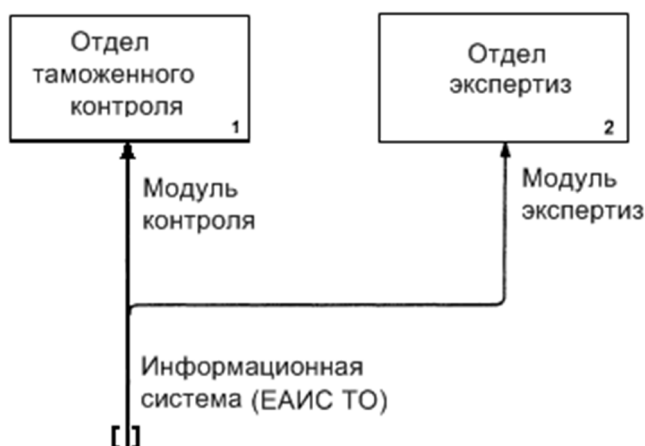 Отдел
таможенного
контроля
1
Отдел
экспертиз
2
Модуль
контроля
Модуль
экспертиз
Информационная
система (ЕАИС ТО)